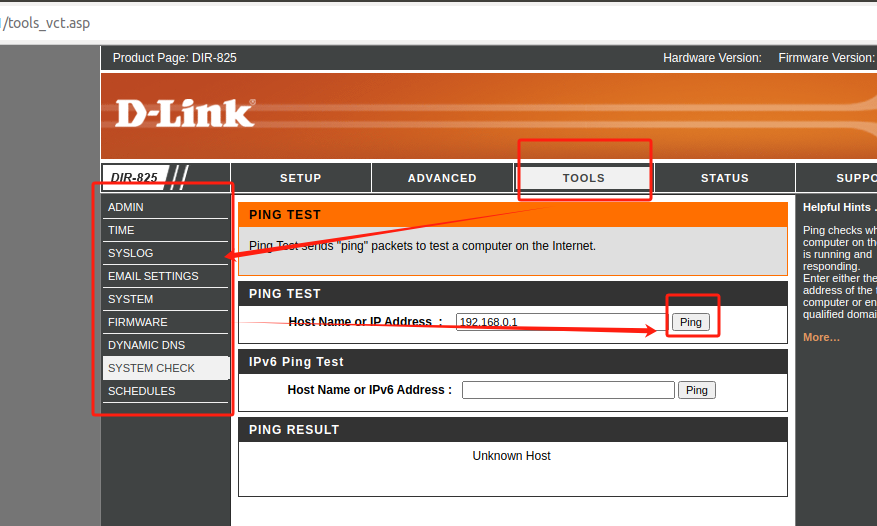 /tools_vct.asp
Product Page: DIR-825
Hardware Version:
Firmware Version:
D-Link®
DIR-825
SETUP
ADVANCED
TOOLS
STATUS
SUPPO
ADMIN
TIME
SYSLOG
EMAIL SETTINGS
SYSTEM
FIRMWARE
DYNAMIC DNS
SYSTEM CHECK
SCHEDULES
PING TEST
Ping Test sends "ping" packets to test a computer on the Internet.
PING TEST
Host Name or IP Address :
192.168.0.1
Ping
IPv6 Ping Test
Host Name or IPv6 Address :
Ping
PING RESULT
Unknown Host
Helpful Hints
Ping checks wh
computer on th
is running and
responding.
Enter either the
address of the
computer or en
qualified domai
More…